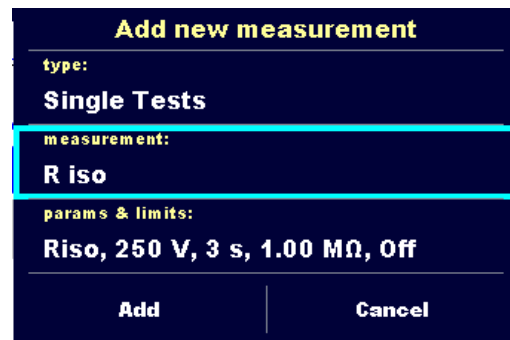 Add new measurement
type:
Single Tests
measurement:
R iso
params & limits:
Riso, 250 V, 3 s, 1.00 MΩ, Off
Add
Cancel